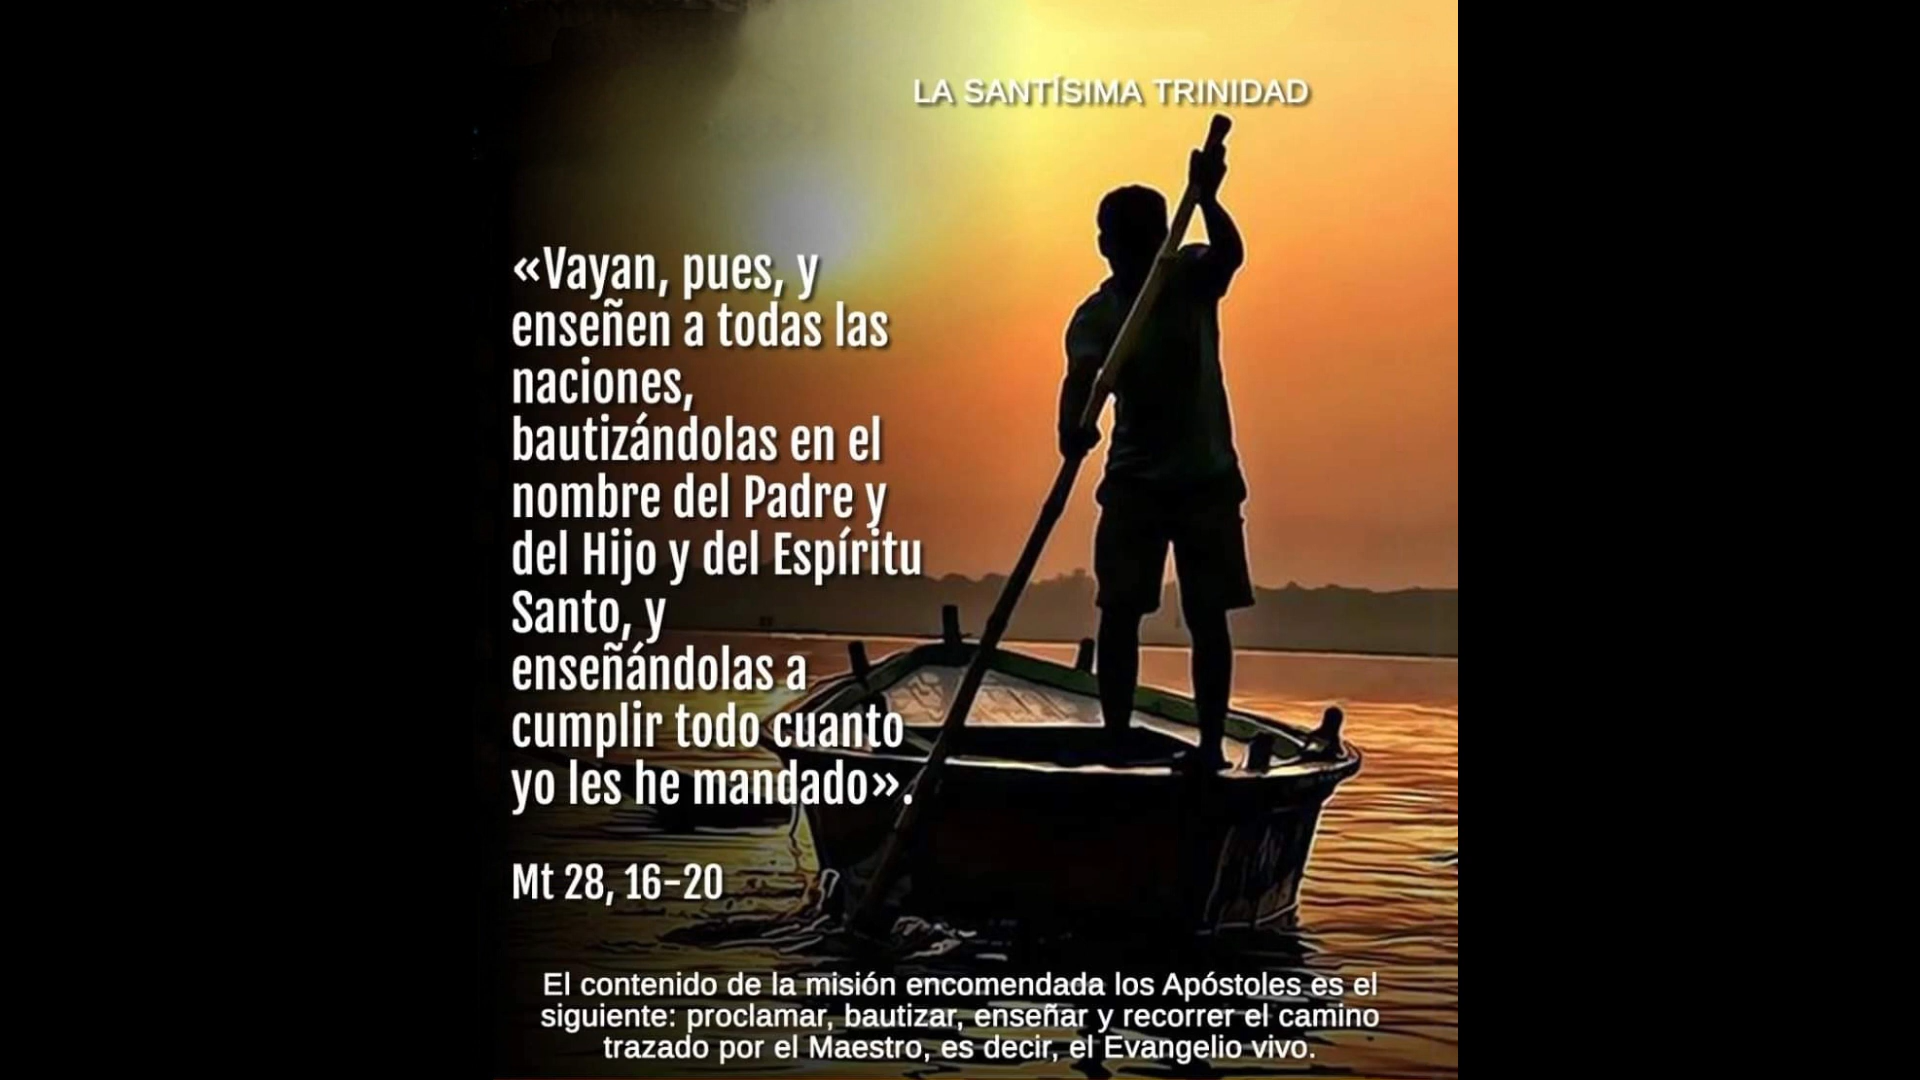 LA SANTÍSIMA TRINIDAD
«Vayan, pues, y
enseñen a todas las
naciones,
bautizándolas en el
nombre del Padre y
del Hijo y del Espíritu
Santo, y
enseñándolas a
cumplir todo cuanto
yo les he mandado».
Mt 28, 16-20
El contenido de la misión encomendada los Apóstoles es el
siguiente: proclamar, bautizar, enseñar y recorrer el camino
trazado por el Maestro, es decir, el Evangelio vivo.